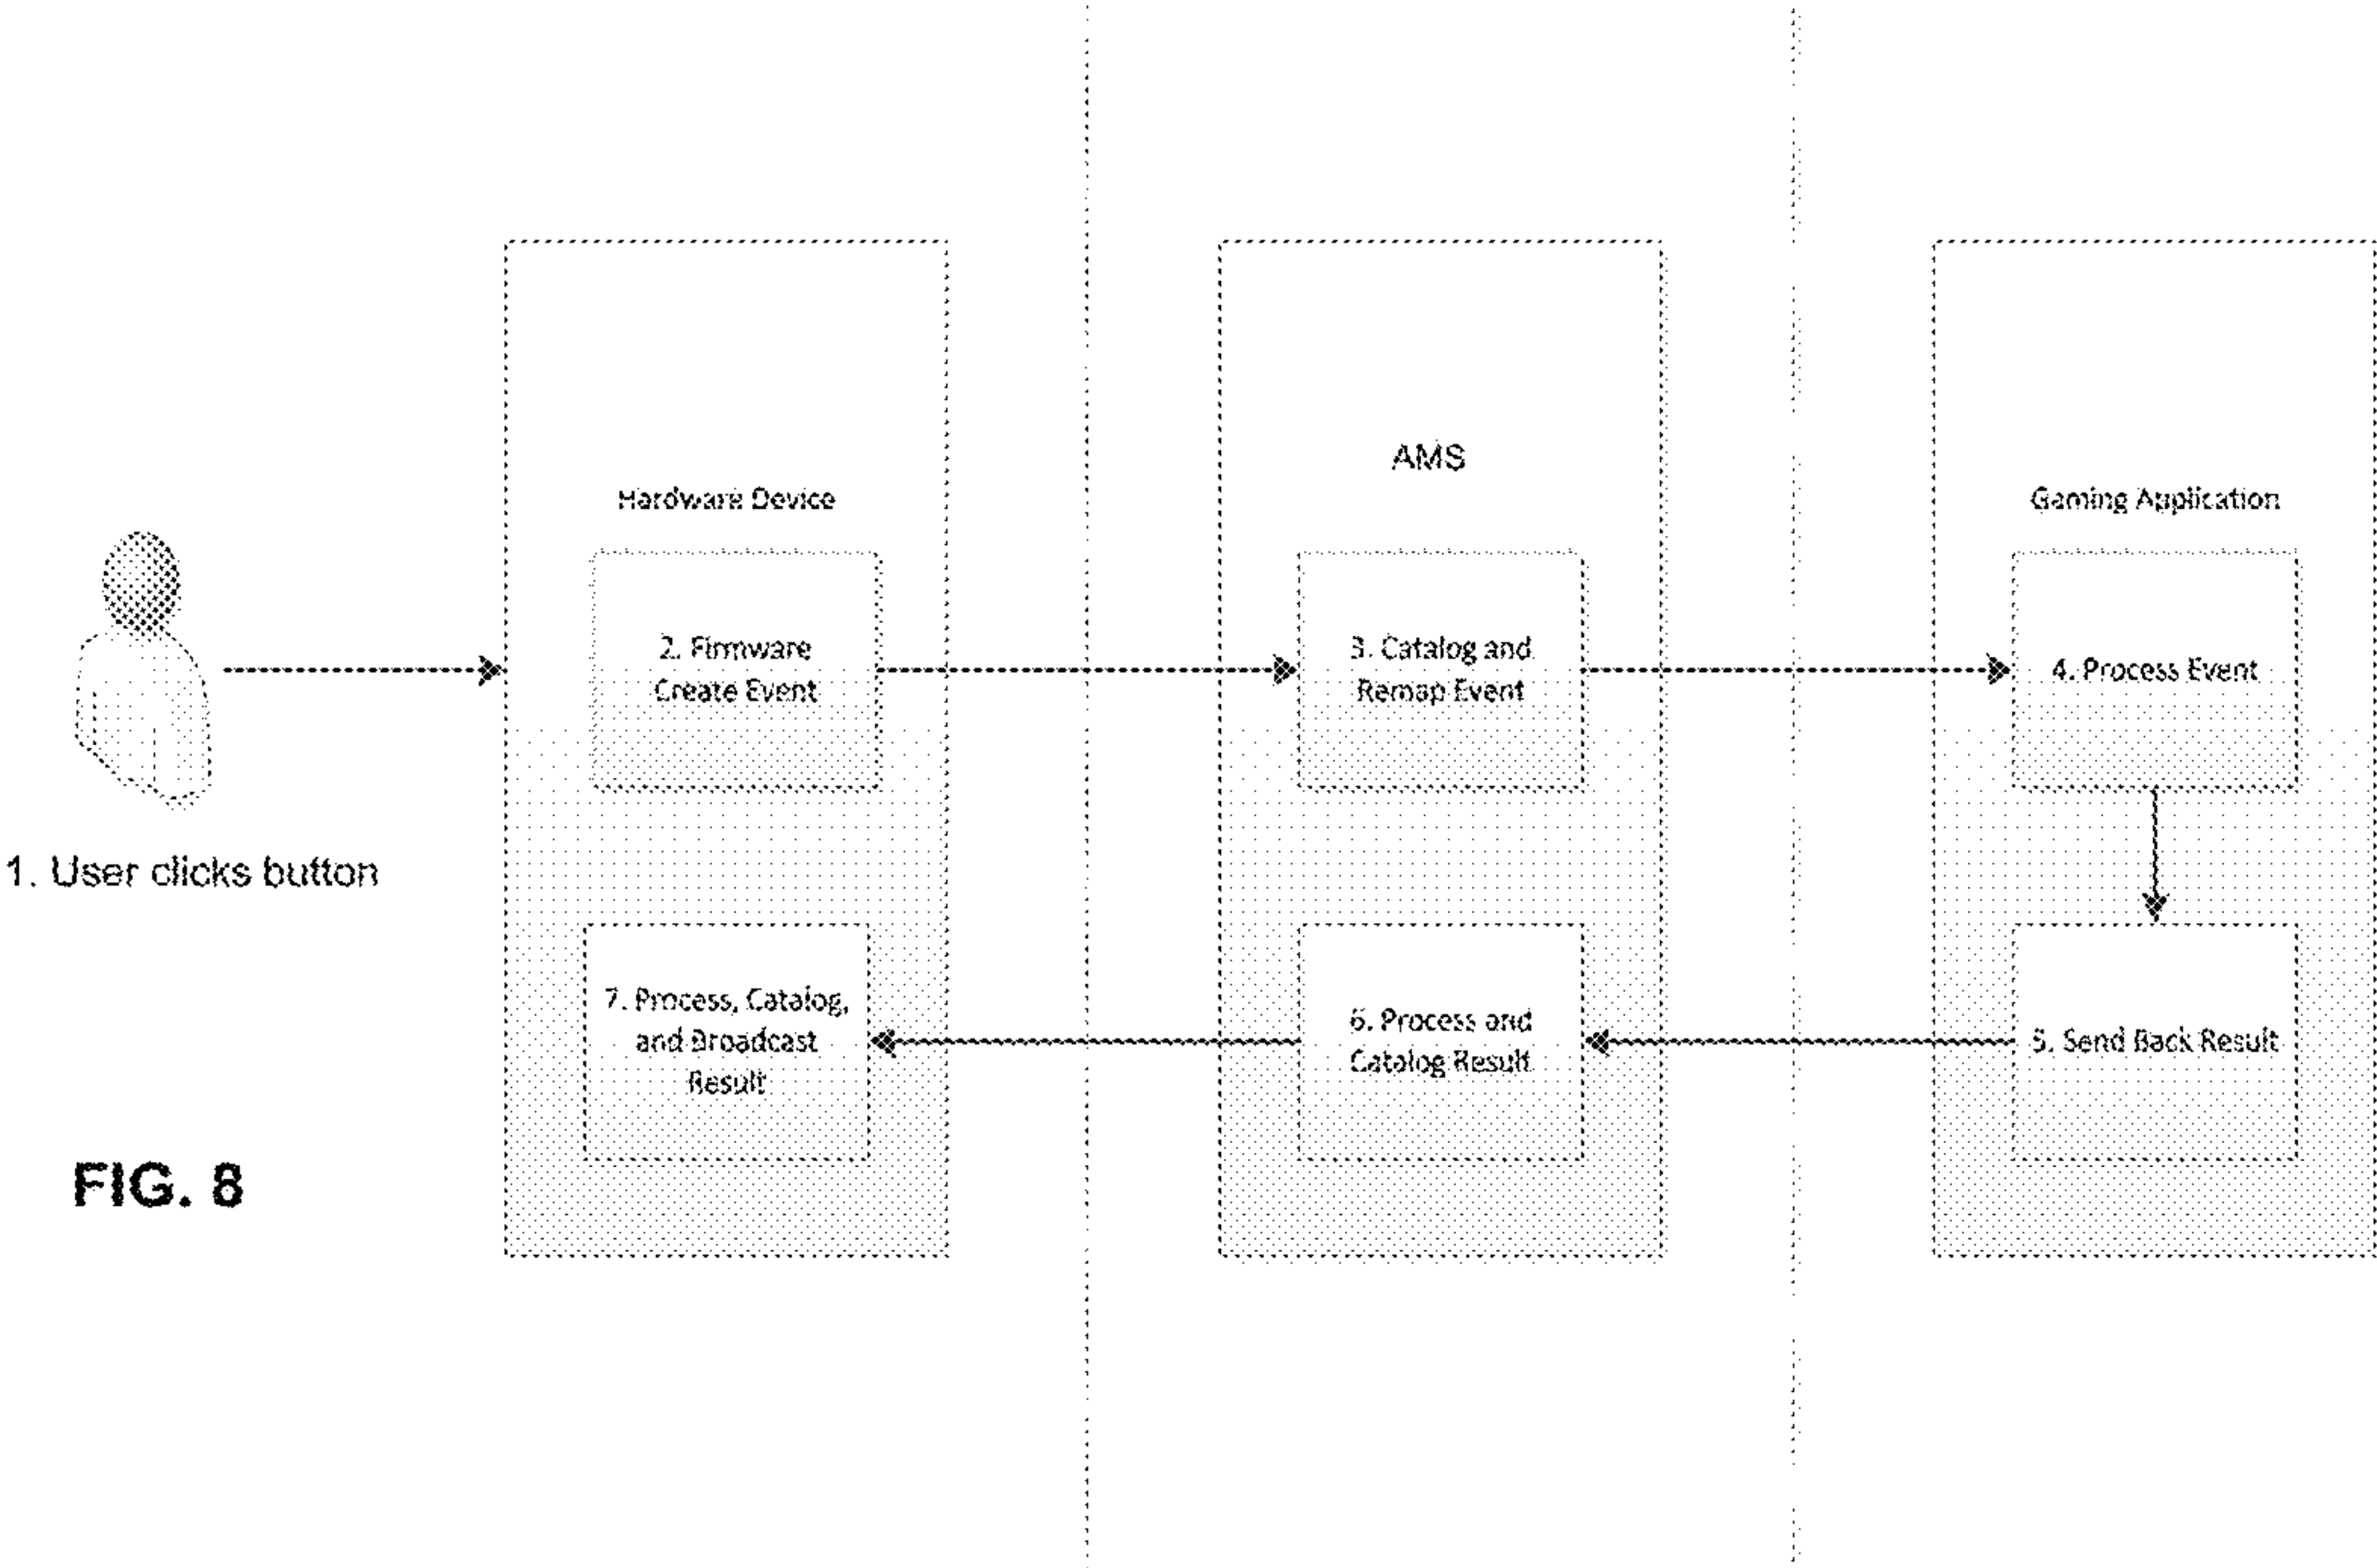 AMS
Hardware Device
Gaming Application
2. Firmware
Create Event
3. Catalog and
Remap Event
4. Process Event
1. User clicks button
7. Process, Catalog,
and Broadcast
Result
6. Process and
Catalog Result
5. Send Back Result
FIG. 8